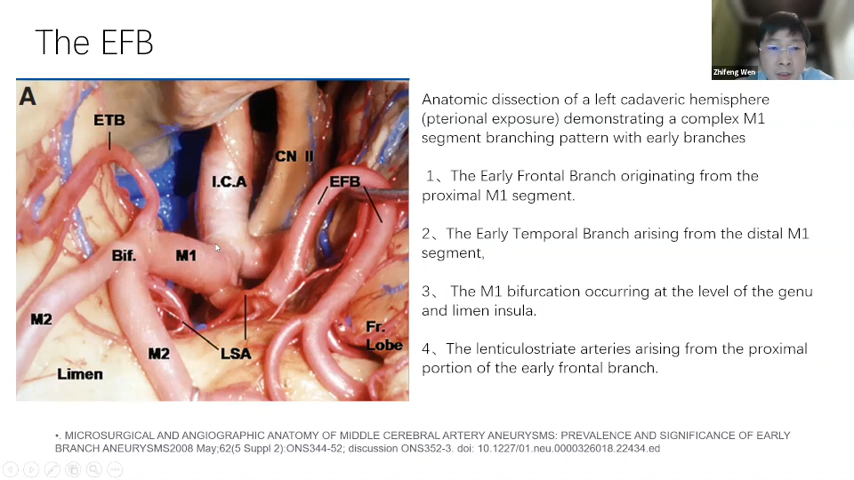 The EFB
Zhifeng Wen
A
ETB
CN II
I.C.A
EFB
Bif.
M1
M2
M2
LSA
Fr.
Lobe
Limen
Anatomic dissection of a left cadaveric hemisphere
(pterional exposure) demonstrating a complex M1
segment branching pattern with early branches
1、The Early Frontal Branch originating from the
proximal M1 segment.
2、The Early Temporal Branch arising from the distal M1
segment,
3、 The M1 bifurcation occurring at the level of the genu
and limen insula.
4、The lenticulostriate arteries arising from the proximal
portion of the early frontal branch.
•. MICROSURGICAL AND ANGIOGRAPHIC ANATOMY OF MIDDLE CEREBRAL ARTERY ANEURYSMS: PREVALENCE AND SIGNIFICANCE OF EARLY
BRANCH ANEURYSMS2008 May;62(5 Suppl 2):ONS344-52; discussion ONS352-3. doi: 10.1227/01.neu.0000326018.22434.ed